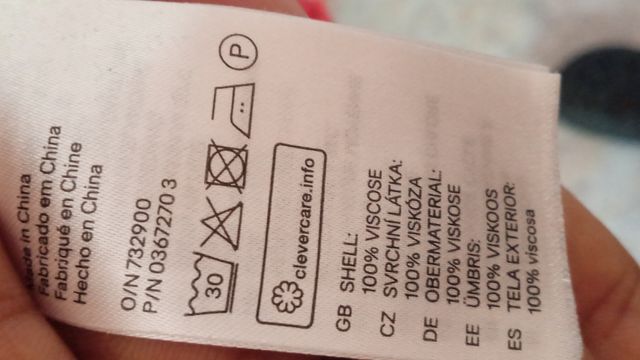 Made in China
Fabricado em China
Fabriqué en Chine
Hecho en China
O/N 732900
P/N 03672703
30
P
clevercare.info
GB SHELL:
100% VISCOSE
CZ SVRCHNÍ LÁTKA:
100% VISKÓZA
DE OBERMATERIAL:
100% VISKOSE
EE ÜMBRIS:
100% VISKOOS
ES TELA EXTERIOR:
100% viscosa